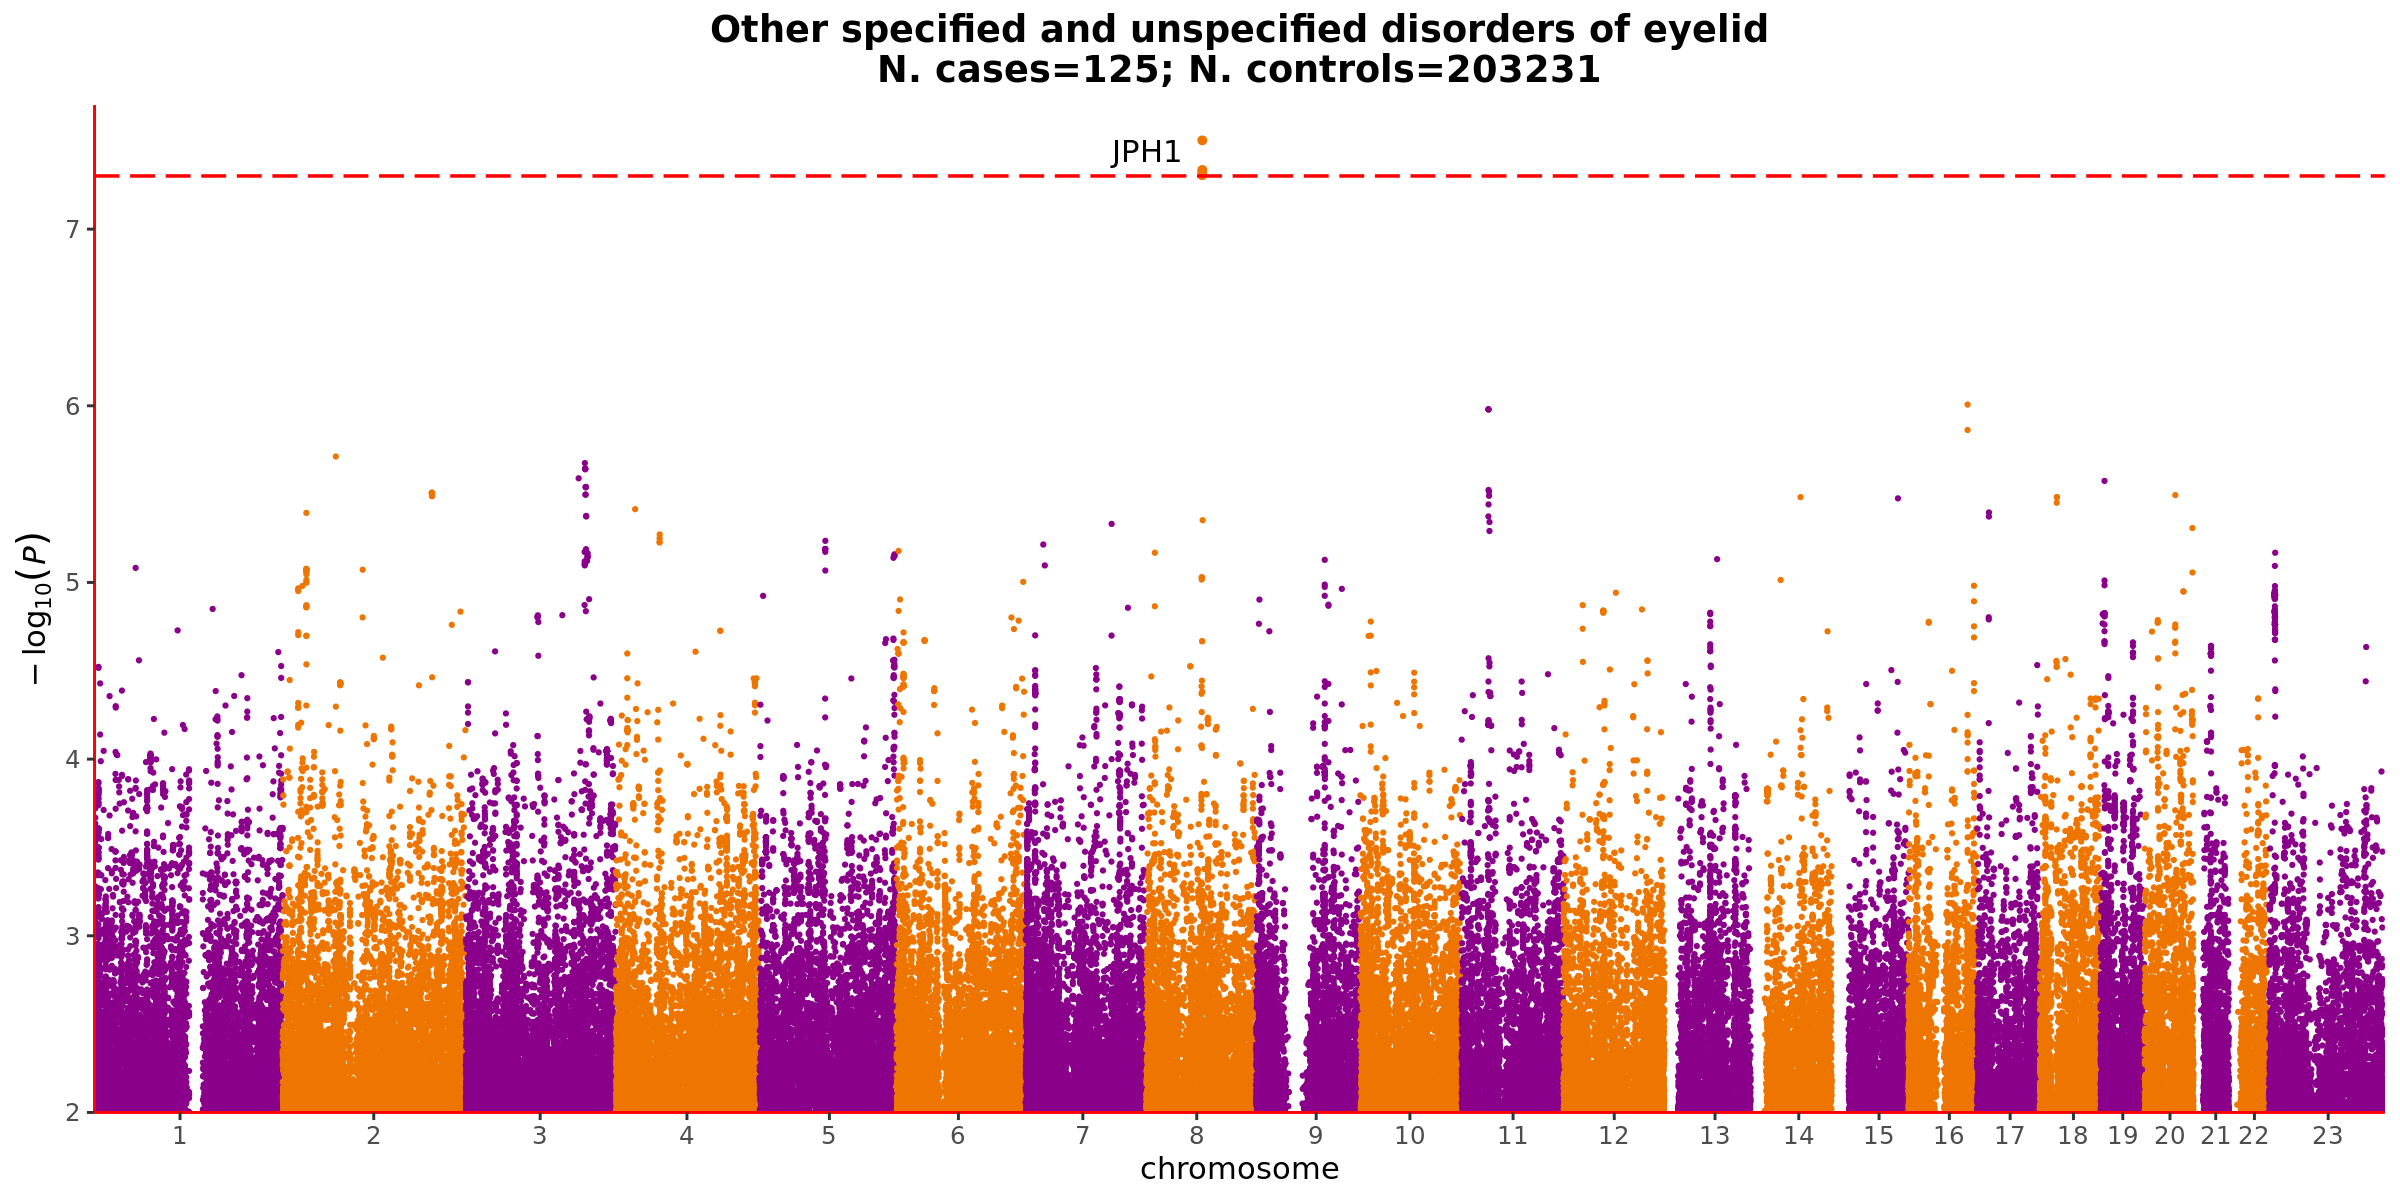 Other specified and unspecified disorders of eyelid
N. cases=125; N. controls=203231
JPH1
7
6
5
4
3
2
−log10(P)
1 2 3 4 5 6 7 8 9 10 11 12 13 14 15 16 17 18 19 20 21 22 23
chromosome